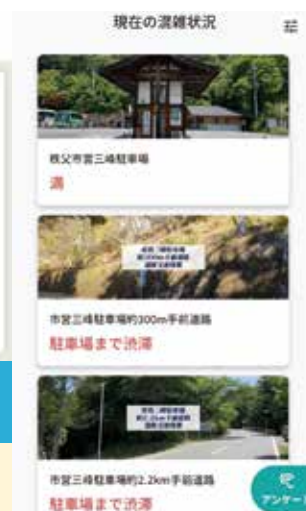 現在の混雑状況
秩父市営三峰駐車場
満
市営三峰駐車場約300m手前道路
駐車場まで渋滞
市営三峰駐車場約2.2km手前道路
駐車場まで渋滞
アンケー